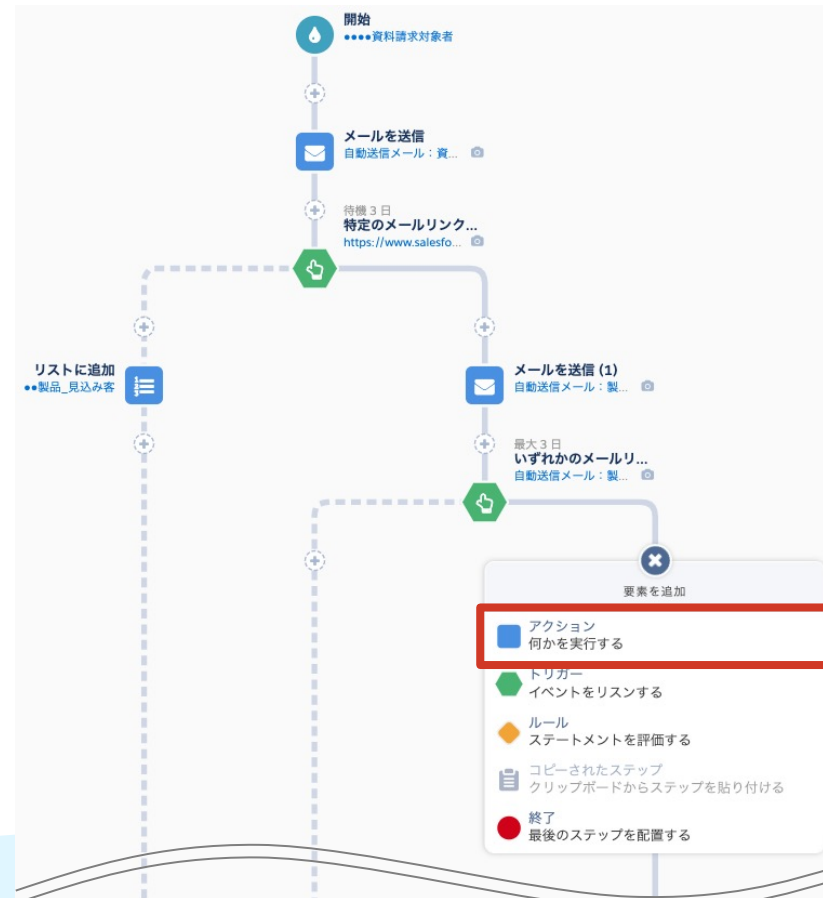 開始
●●●●資料請求対象者
メールを送信
自動送信メール：資...
待機 3 日
特定のメールリンク...
https://www.salesfo...
リストに追加
●●製品_見込み客
メールを送信 (1)
自動送信メール：製...
最大 3 日
いずれかのメールリ...
自動送信メール：製...
要素を追加
アクション
何かを実行する
トリガー
イベントをリスンする
ルール
ステートメントを評価する
コピーされたステップ
クリップボードからステップを貼り付ける
終了
最後のステップを配置する